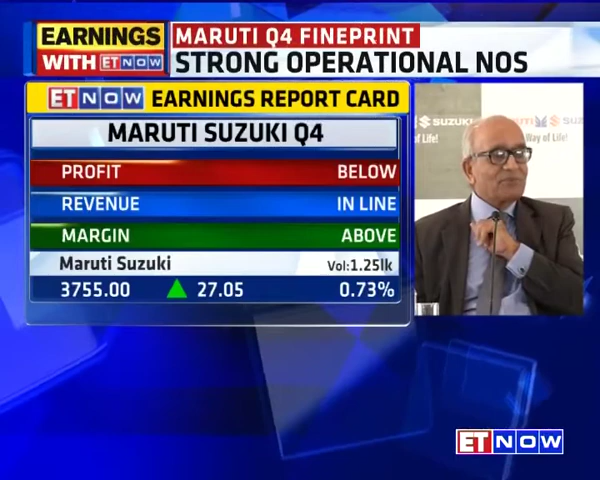 EARNINGS
WITH ET NOW
MARUTI Q4 FINEPRINT
STRONG OPERATIONAL NOS
ET NOW EARNINGS REPORT CARD
MARUTI SUZUKI Q4
PROFIT BELOW
REVENUE IN LINE
MARGIN ABOVE
Maruti Suzuki Vol:1.25lk
3755.00 ▲ 27.05 0.73%
SUZUKI
of Life!
Way of Life!
ET NOW